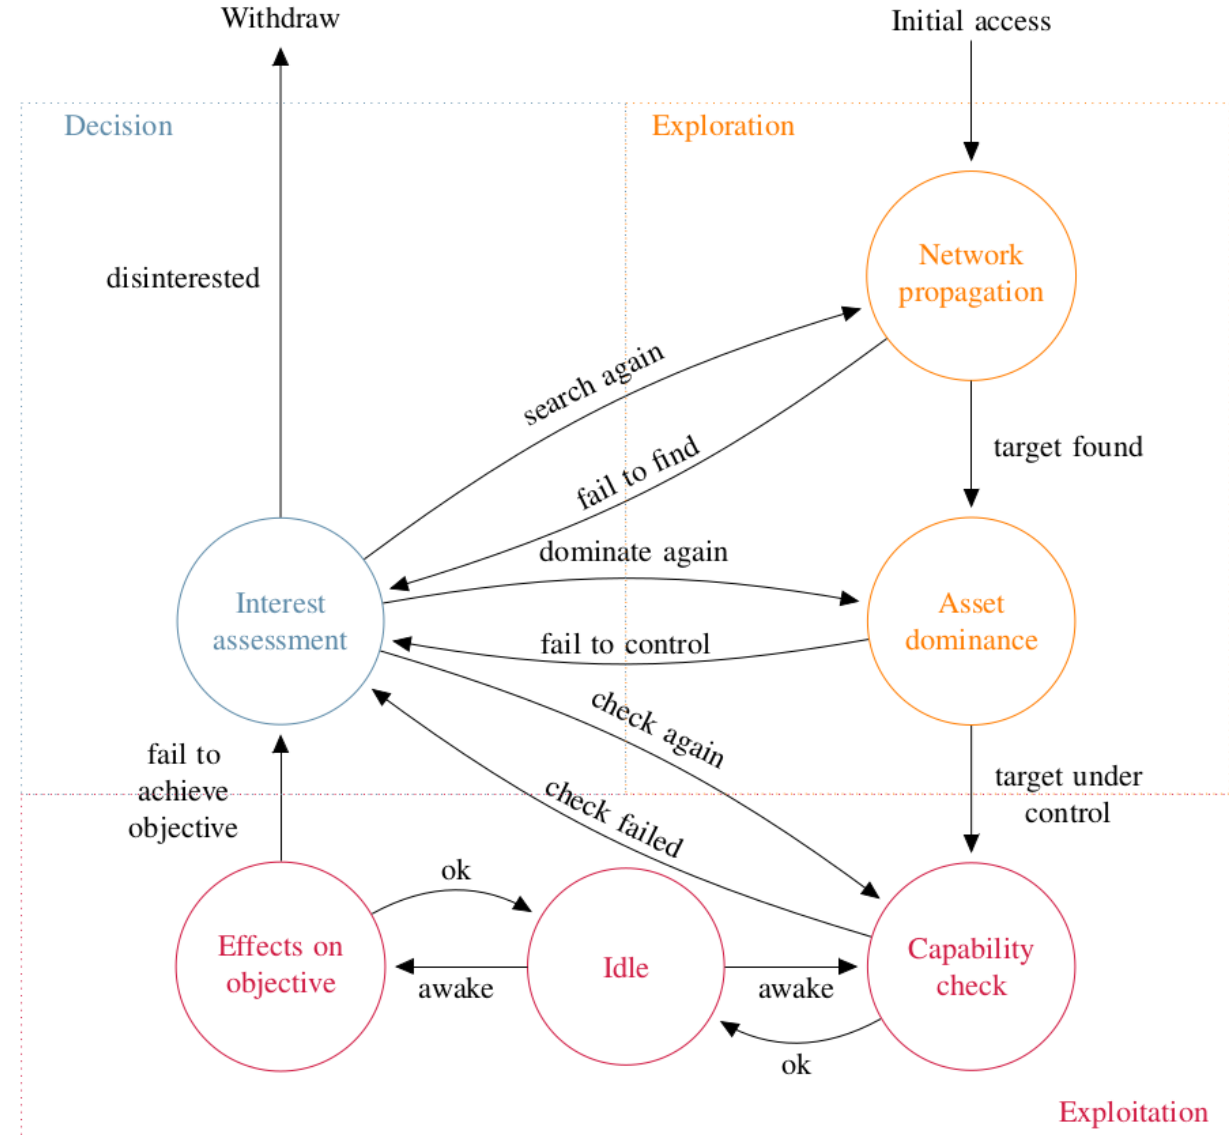 Withdraw
Initial access
Decision
Exploration
Network
propagation
disinterested
search again
fail to find
target found
dominate again
Interest
assessment
Asset
dominance
fail to control
check again
fail to
achieve
objective
target under
control
check failed
ok
Effects on
objective
Idle
Capability
check
awake
awake
ok
Exploitation